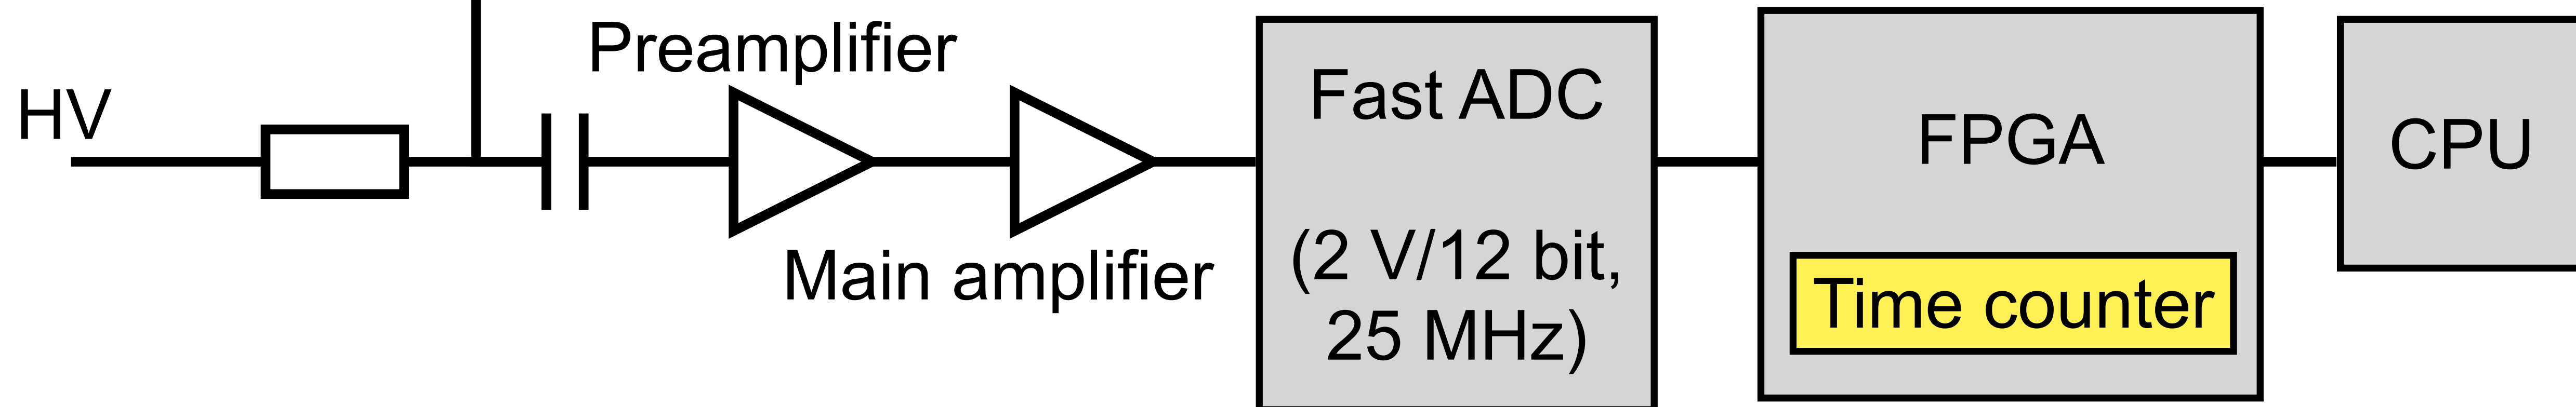 HV
Preamplifier
Main amplifier
Fast ADC
(2 V/12 bit,
25 MHz)
FPGA
Time counter
CPU